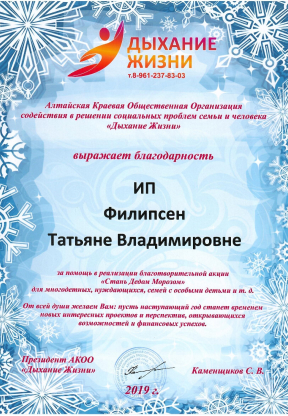 ДЫХАНИЕ
ЖИЗНИ
т.8-961-237-83-03
Алтайская Краевая Общественная Организация
содействия в решении социальных проблем семьи и человека
«Дыхание Жизни»
выражает благодарность
ИП
Филипсен
Татьяне Владимировне
за помощь в реализации благотворительной акции
«Стань Дедом Морозом»
для многодетных, нуждающихся, семей с особыми детьми и т. д.
От всей души желаем Вам: пусть наступающий год станет временем
новых интересных проектов и перспектив, открывающихся
возможностей и финансовых успехов.
Президент АКОО
«Дыхание Жизни»
Каменщиков С. В.
2019 г.